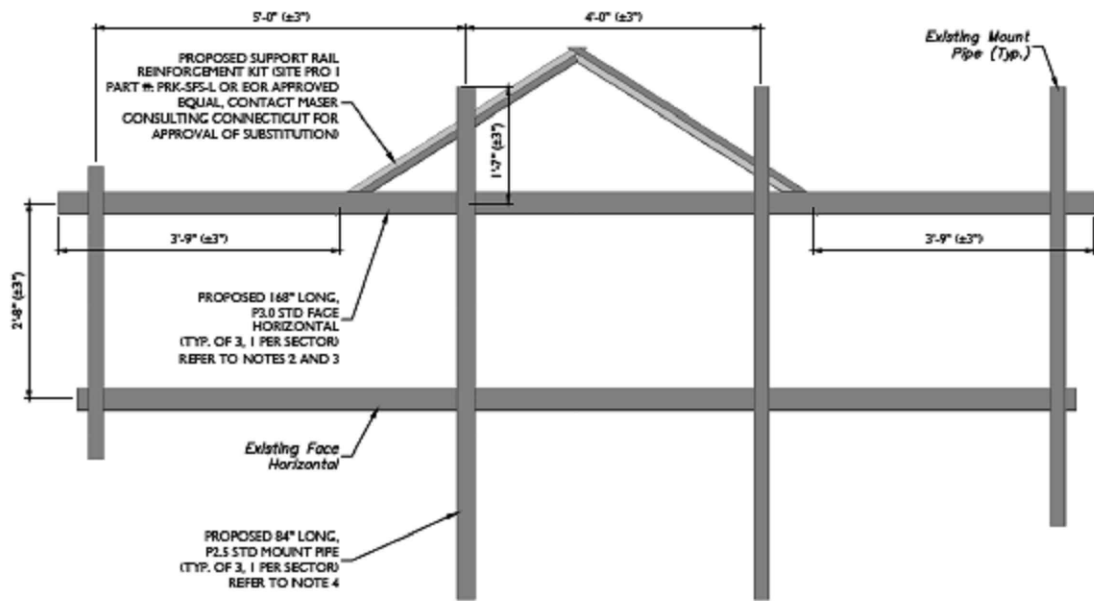 5'-0" (±3")
4'-0" (±3")
PROPOSED SUPPORT RAIL
REINFORCEMENT KIT (SITE PRO 1
PART #: PRK-SFS-L OR EOR APPROVED
EQUAL, CONTACT MASER
CONSULTING CONNECTICUT FOR
APPROVAL OF SUBSTITUTION)
Existing Mount
Pipe (Typ.)
1'-7" (±3")
3'-9" (±3")
3'-9" (±3")
2'-8" (±3")
PROPOSED 168" LONG,
P3.0 STD FACE
HORIZONTAL
(TYP. OF 3, 1 PER SECTOR)
REFER TO NOTES 2 AND 3
Existing Face
Horizontal
PROPOSED 84" LONG,
P2.5 STD MOUNT PIPE
(TYP. OF 3, 1 PER SECTOR)
REFER TO NOTE 4